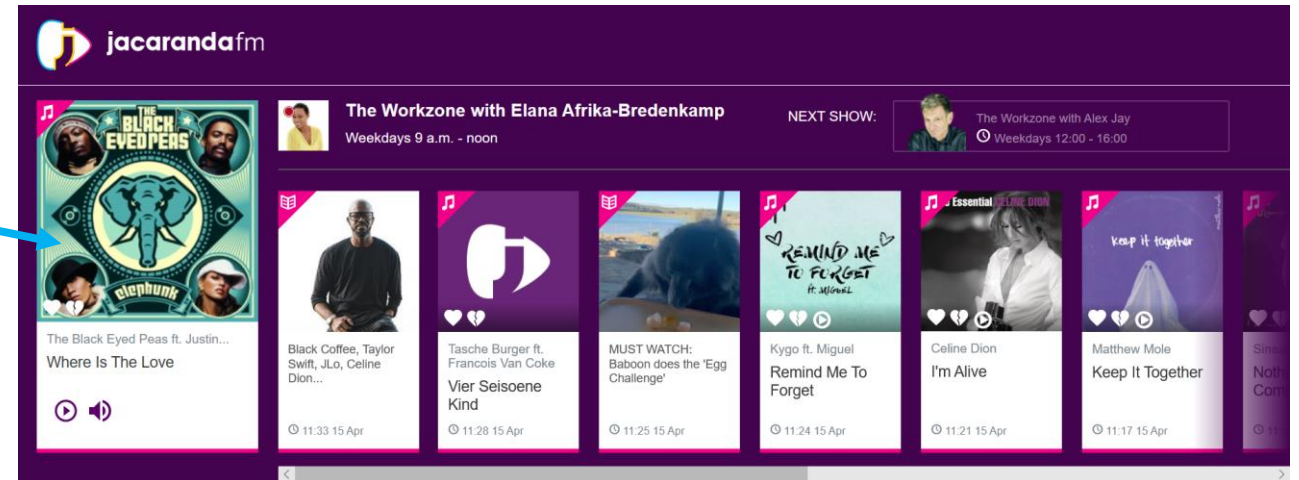 jacarandafm
THE
BLACK
EYED PEAS
elephunk
The Black Eyed Peas ft. Justin...
Where Is The Love
The Workzone with Elana Afrika-Bredenkamp
Weekdays 9 a.m. - noon
NEXT SHOW:
The Workzone with Alex Jay
Weekdays 12:00 - 16:00
Black Coffee, Taylor
Swift, JLo, Celine
Dion...
11:33 15 Apr
Tasche Burger ft.
Francois Van Coke
Vier Seisoene
Kind
11:28 15 Apr
MUST WATCH:
Baboon does the 'Egg
Challenge'
11:25 15 Apr
REMIND ME
TO FORGET
ft. MIGUEL
Kygo ft. Miguel
Remind Me To
Forget
11:24 15 Apr
Essential CELINE DION
Celine Dion
I'm Alive
11:21 15 Apr
keep it together
Matthew Mole
Keep It Together
11:17 15 Apr